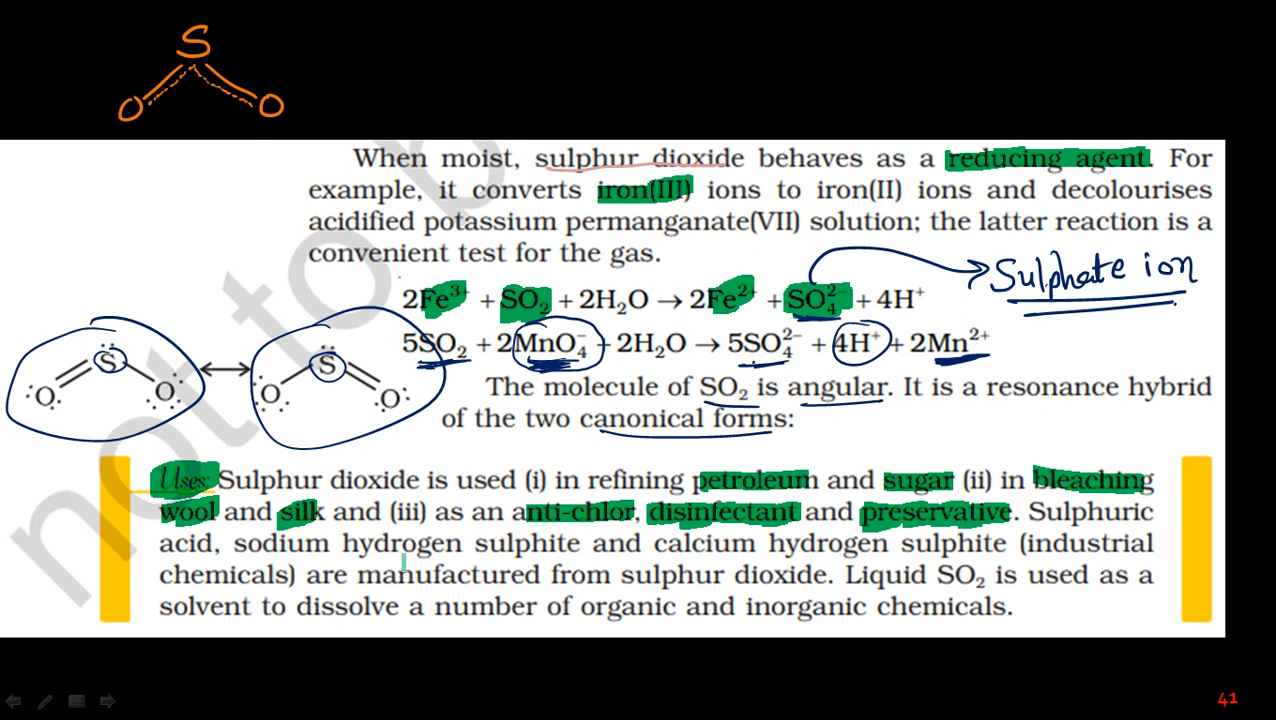 S
O O
When moist, sulphur dioxide behaves as a reducing agent. For
example, it converts iron(III) ions to iron(II) ions and decolourises
acidified potassium permanganate(VII) solution; the latter reaction is a
convenient test for the gas.
Sulphate ion
2Fe³⁺ + SO₂ + 2H₂O → 2Fe²⁺ + SO₄²⁻ + 4H⁺
5SO₂ + 2MnO₄⁻ + 2H₂O → 5SO₄²⁻ + 4H⁺ + 2Mn²⁺
S S
O O O O
The molecule of SO₂ is angular. It is a resonance hybrid
of the two canonical forms:
Uses: Sulphur dioxide is used (i) in refining petroleum and sugar (ii) in bleaching
wool and silk and (iii) as an anti-chlor, disinfectant and preservative. Sulphuric
acid, sodium hydrogen sulphite and calcium hydrogen sulphite (industrial
chemicals) are manufactured from sulphur dioxide. Liquid SO₂ is used as a
solvent to dissolve a number of organic and inorganic chemicals.
not to b
41